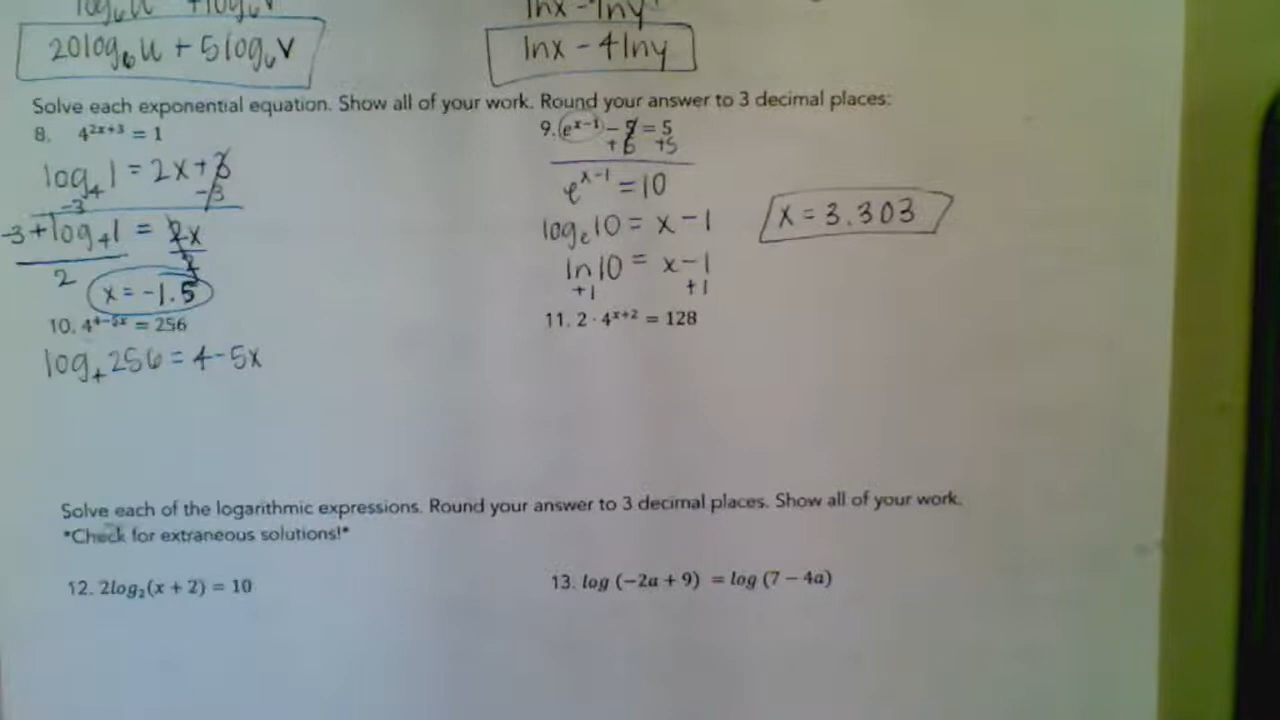 20log₆u + 5log₆v
lnx - 4lny
lnx - 4lny
Solve each exponential equation. Show all of your work. Round your answer to 3 decimal places:
8. 4^{2x+3} = 1
log₄1 = 2x+3
-3 -3
-3+log₄1 = 2x
2 2
x = -1.5
9. e^{x-1} - 5 = 5
+5 +5
e^{x-1} = 10
logₑ10 = x-1
ln10 = x-1
+1 +1
x = 3.303
10. 4^{4-5x} = 256
log₄256 = 4-5x
11. 2 · 4^{x+2} = 128
Solve each of the logarithmic expressions. Round your answer to 3 decimal places. Show all of your work.
*Check for extraneous solutions!*
12. 2log₂(x + 2) = 10
13. log (-2a + 9) = log (7 - 4a)